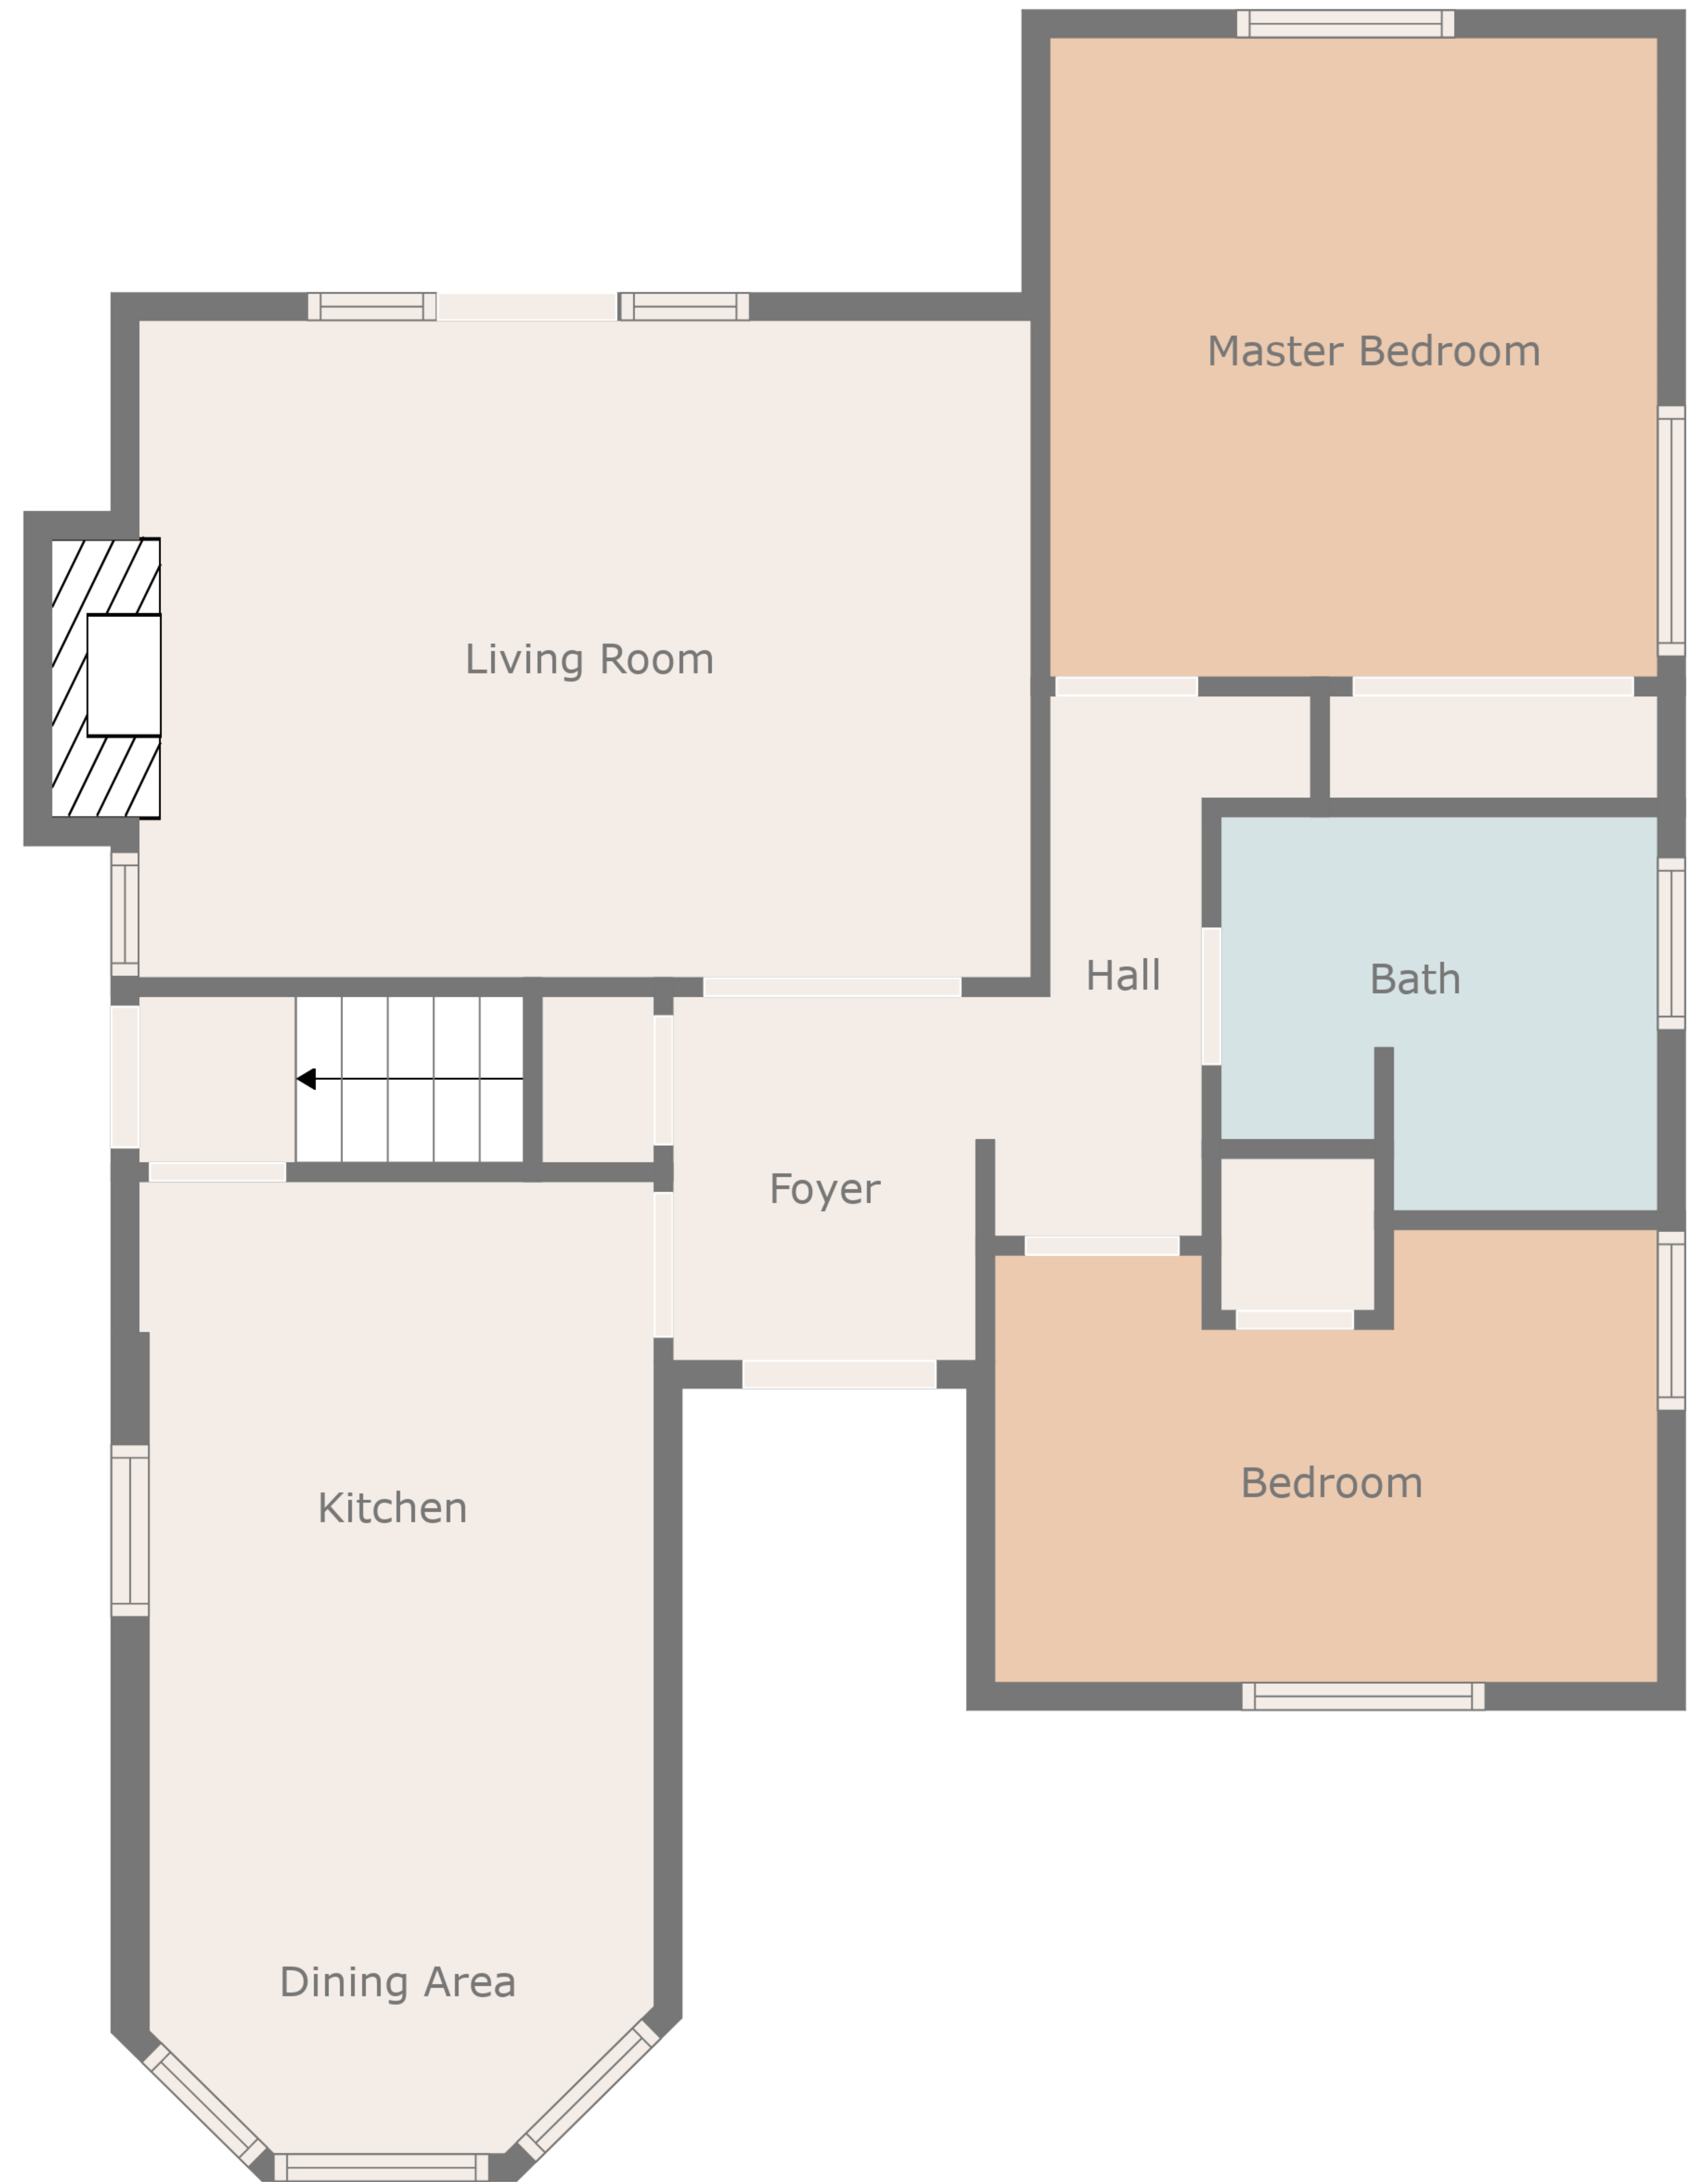 Master Bedroom
Living Room
Hall
Bath
Foyer
Bedroom
Kitchen
Dining Area